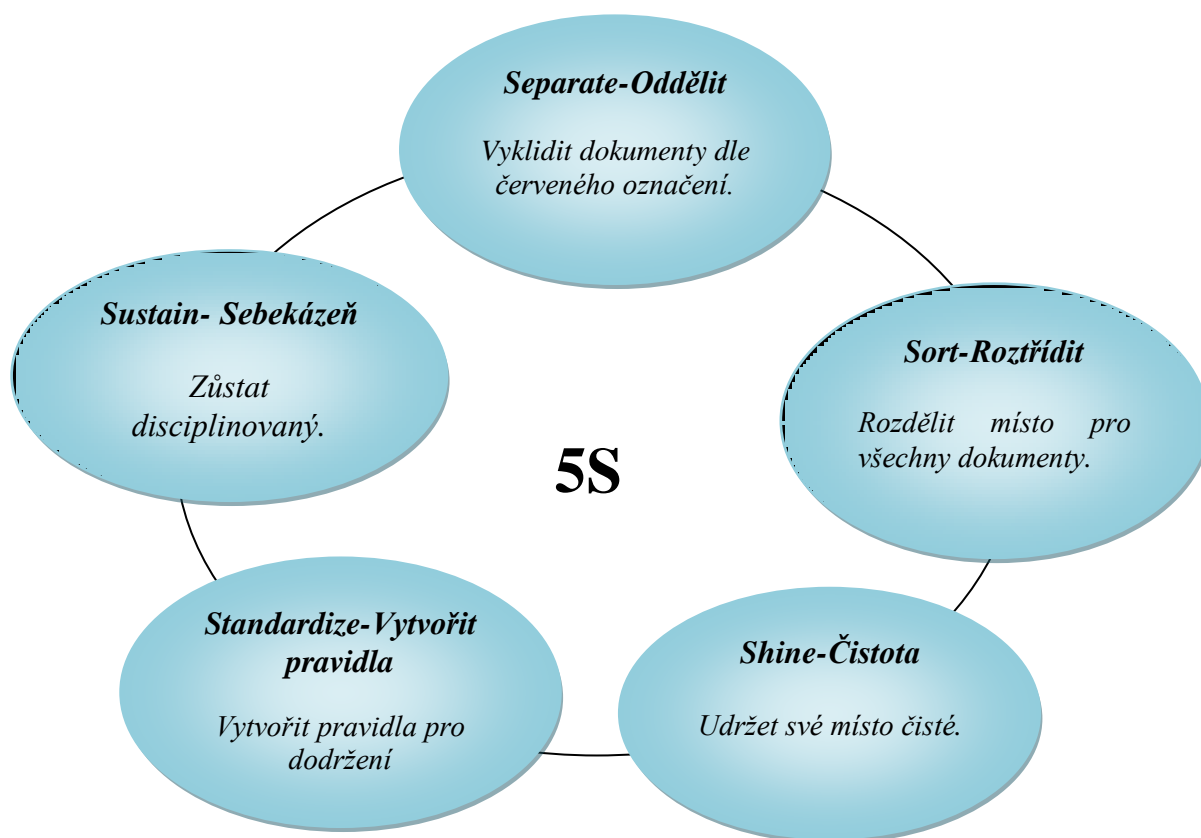 Separate-Oddělit
Vyklidit dokumenty dle
červeného označení.
Sort-Roztřídit
Rozdělit místo pro
všechny dokumenty.
Shine-Čistota
Udržet své místo čisté.
Standardize-Vytvořit
pravidla
Vytvořit pravidla pro
dodržení
Sustain- Sebekázeň
Zůstat
disciplinovaný.
5S